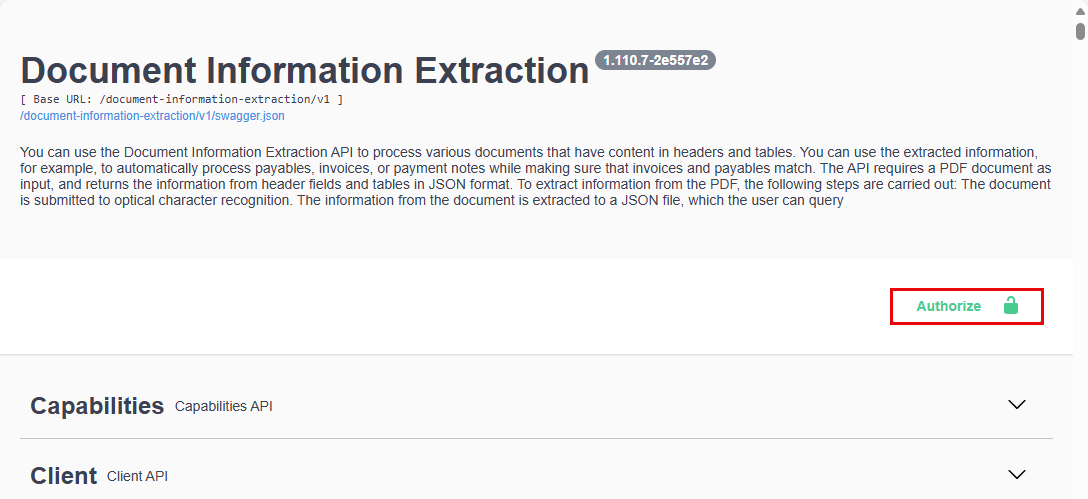 Document Information Extraction 1.110.7-2e557e2
[ Base URL: /document-information-extraction/v1 ]
/document-information-extraction/v1/swagger.json
You can use the Document Information Extraction API to process various documents that have content in headers and tables. You can use the extracted information,
for example, to automatically process payables, invoices, or payment notes while making sure that invoices and payables match. The API requires a PDF document as
input, and returns the information from header fields and tables in JSON format. To extract information from the PDF, the following steps are carried out: The document
is submitted to optical character recognition. The information from the document is extracted to a JSON file, which the user can query
Authorize
Capabilities Capabilities API
Client Client API